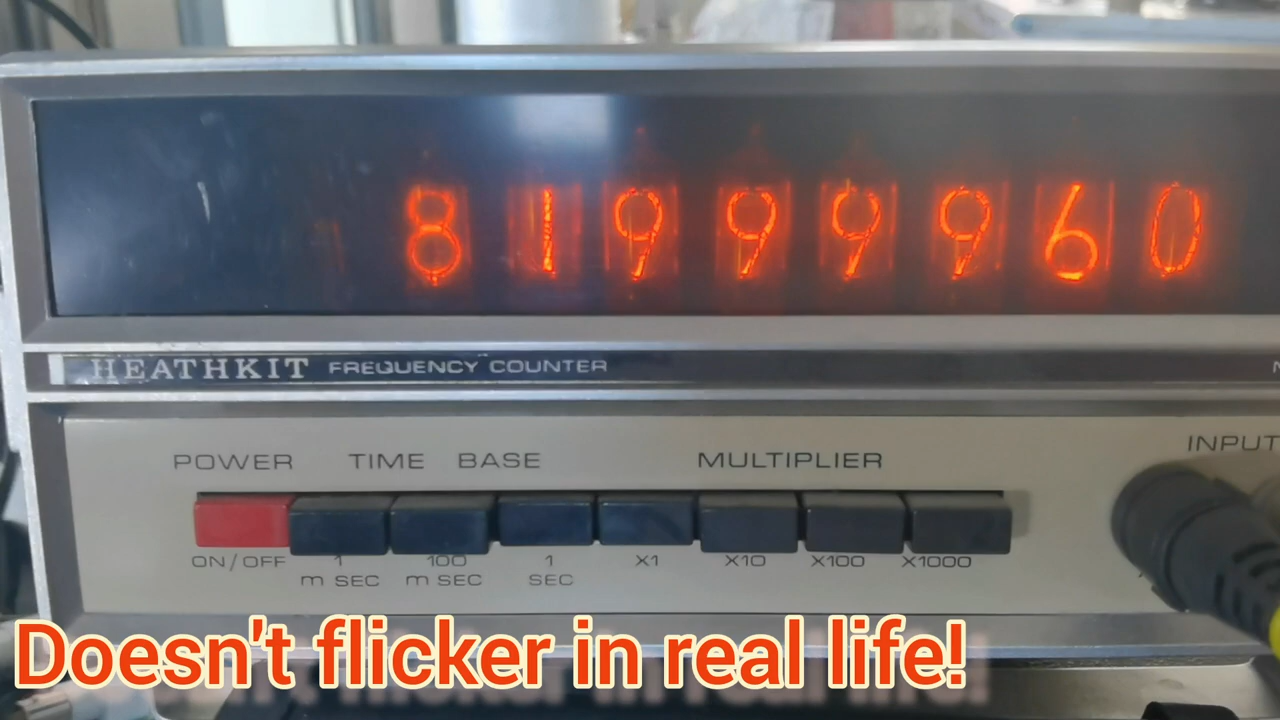 81999960
HEATHKIT FREQUENCY COUNTER
POWER TIME BASE MULTIPLIER INPUT
ON/OFF 1 100 1 X1 X10 X100 X1000
m SEC m SEC SEC
Doesn't flicker in real life!